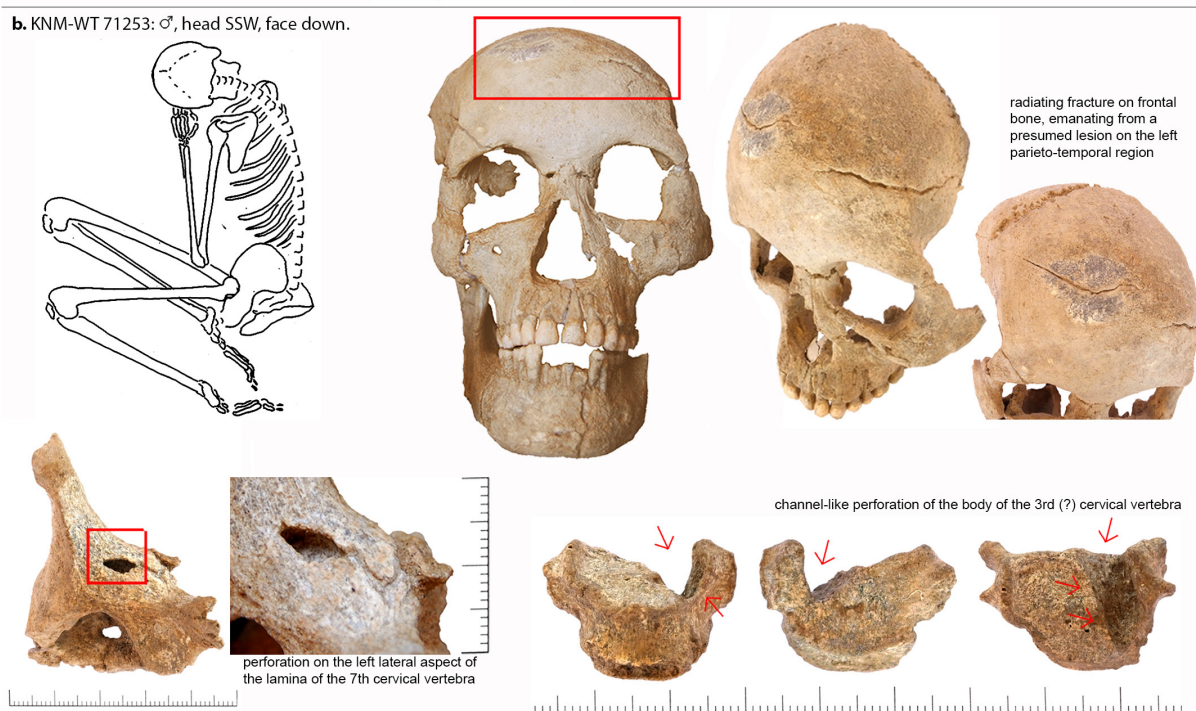 b. KNM-WT 71253: ♂, head SSW, face down.
radiating fracture on frontal
bone, emanating from a
presumed lesion on the left
parieto-temporal region
channel-like perforation of the body of the 3rd (?) cervical vertebra
perforation on the left lateral aspect of
the lamina of the 7th cervical vertebra